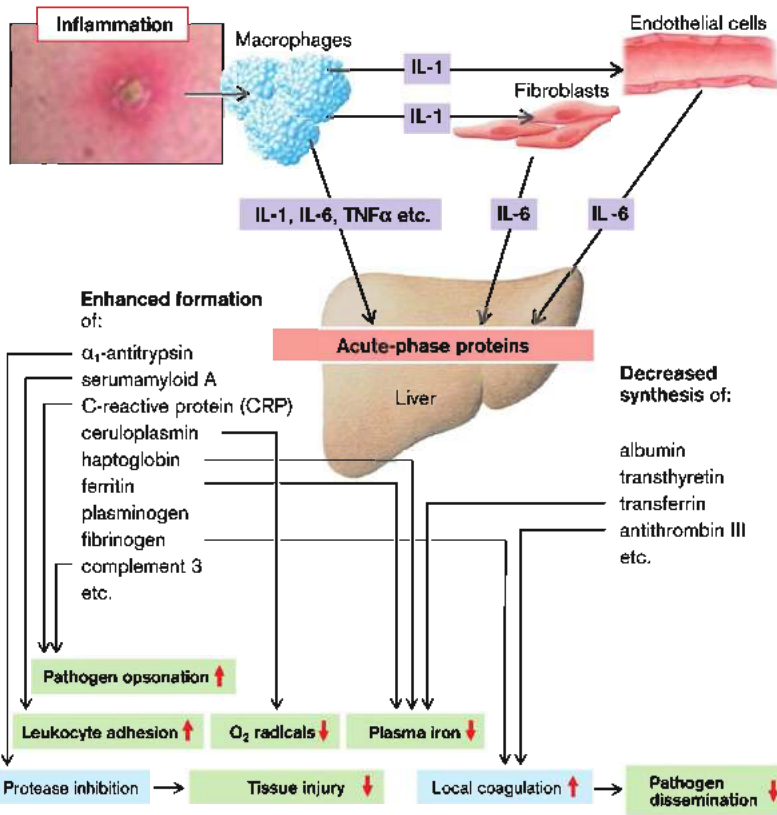 Inflammation
Macrophages
Endothelial cells
IL-1
Fibroblasts
IL-1
IL-1, IL-6, TNFα etc.
IL-6
IL-6
Enhanced formation
of:
α₁-antitrypsin
serumamyloid A
C-reactive protein (CRP)
ceruloplasmin
haptoglobin
ferritin
plasminogen
fibrinogen
complement 3
etc.
Acute-phase proteins
Liver
Decreased
synthesis of:
albumin
transthyretin
transferrin
antithrombin III
etc.
Pathogen opsonation
Leukocyte adhesion
O₂ radicals
Plasma iron
Protease inhibition
Tissue injury
Local coagulation
Pathogen
dissemination